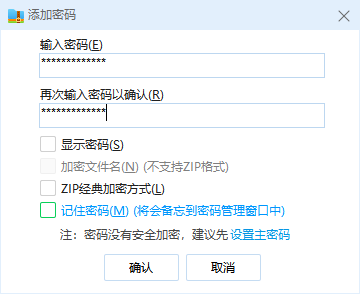 添加密码
输入密码(E)
*************
再次输入密码以确认(R)
*************
显示密码(S)
加密文件名(N) (不支持ZIP格式)
ZIP经典加密方式(L)
记住密码(M) (将会备忘到密码管理窗口中)
注：密码没有安全加密，建议先 设置主密码
确认
取消